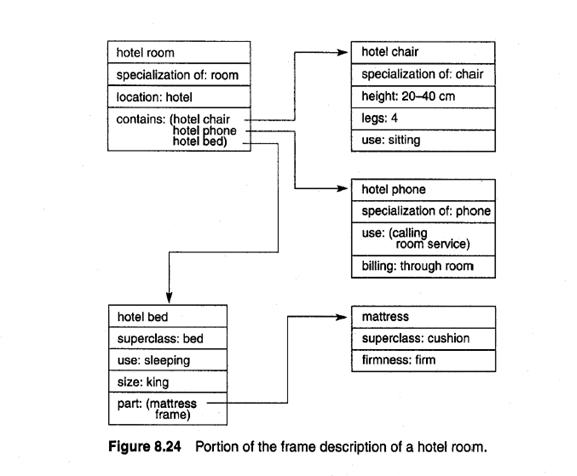 hotel room
specialization of: room
location: hotel
contains: (hotel chair
hotel phone
hotel bed)
hotel chair
specialization of: chair
height: 20–40 cm
legs: 4
use: sitting
hotel phone
specialization of: phone
use: (calling
room service)
billing: through room
hotel bed
superclass: bed
use: sleeping
size: king
part: (mattress
frame)
mattress
superclass: cushion
firmness: firm
Figure 8.24 Portion of the frame description of a hotel room.